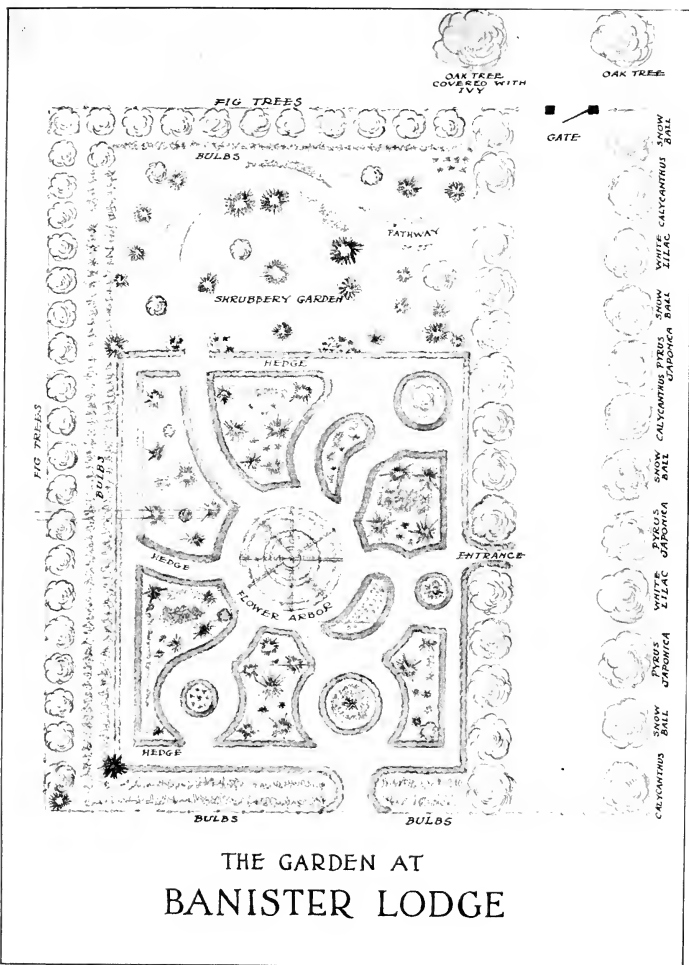 OAK TREE
COVERED WITH
IVY
OAK TREE
FIG TREES
GATE
SNOW
BALL
BULBS
CALYCANTHUS
PATHWAY
WHITE
LILAC
SHRUBBERY GARDEN
SNOW
BALL
HEDGE
PYRUS
JAPONICA
CALYCANTHUS
FIG TREES
BULBS
SNOW
BALL
PYRUS
JAPONICA
HEDGE
ENTRANCE
FLOWER ARBOR
WHITE
LILAC
PYRUS
JAPONICA
HEDGE
SNOW
BALL
CALYCANTHUS
BULBS
BULBS
THE GARDEN AT
BANISTER LODGE